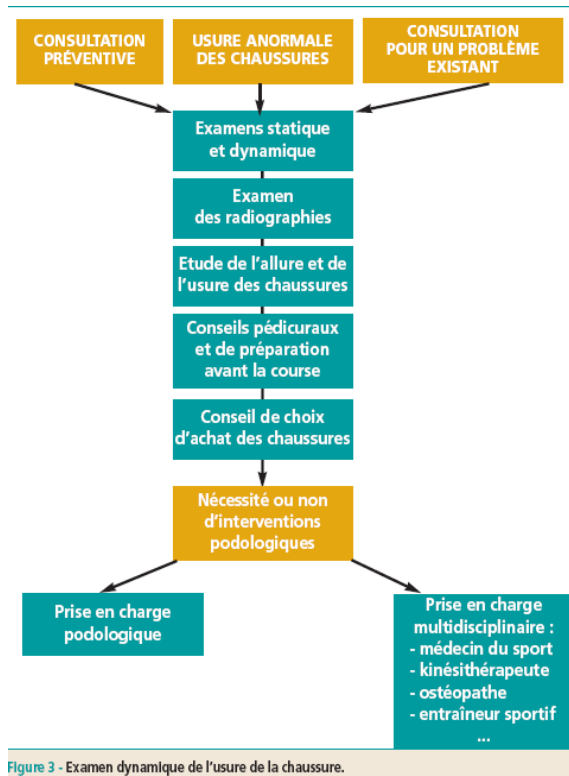 CONSULTATION
PRÉVENTIVE
USURE ANORMALE
DES CHAUSSURES
CONSULTATION
POUR UN PROBLÈME
EXISTANT
Examens statique
et dynamique
Examen
des radiographies
Etude de l'allure et de
l'usure des chaussures
Conseils pédicuraux
et de préparation
avant la course
Conseil de choix
d'achat des chaussures
Nécessité ou non
d'interventions
podologiques
Prise en charge
podologique
Prise en charge
multidisciplinaire :
- médecin du sport
- kinésithérapeute
- ostéopathe
- entraîneur sportif
...
Figure 3 - Examen dynamique de l'usure de la chaussure.